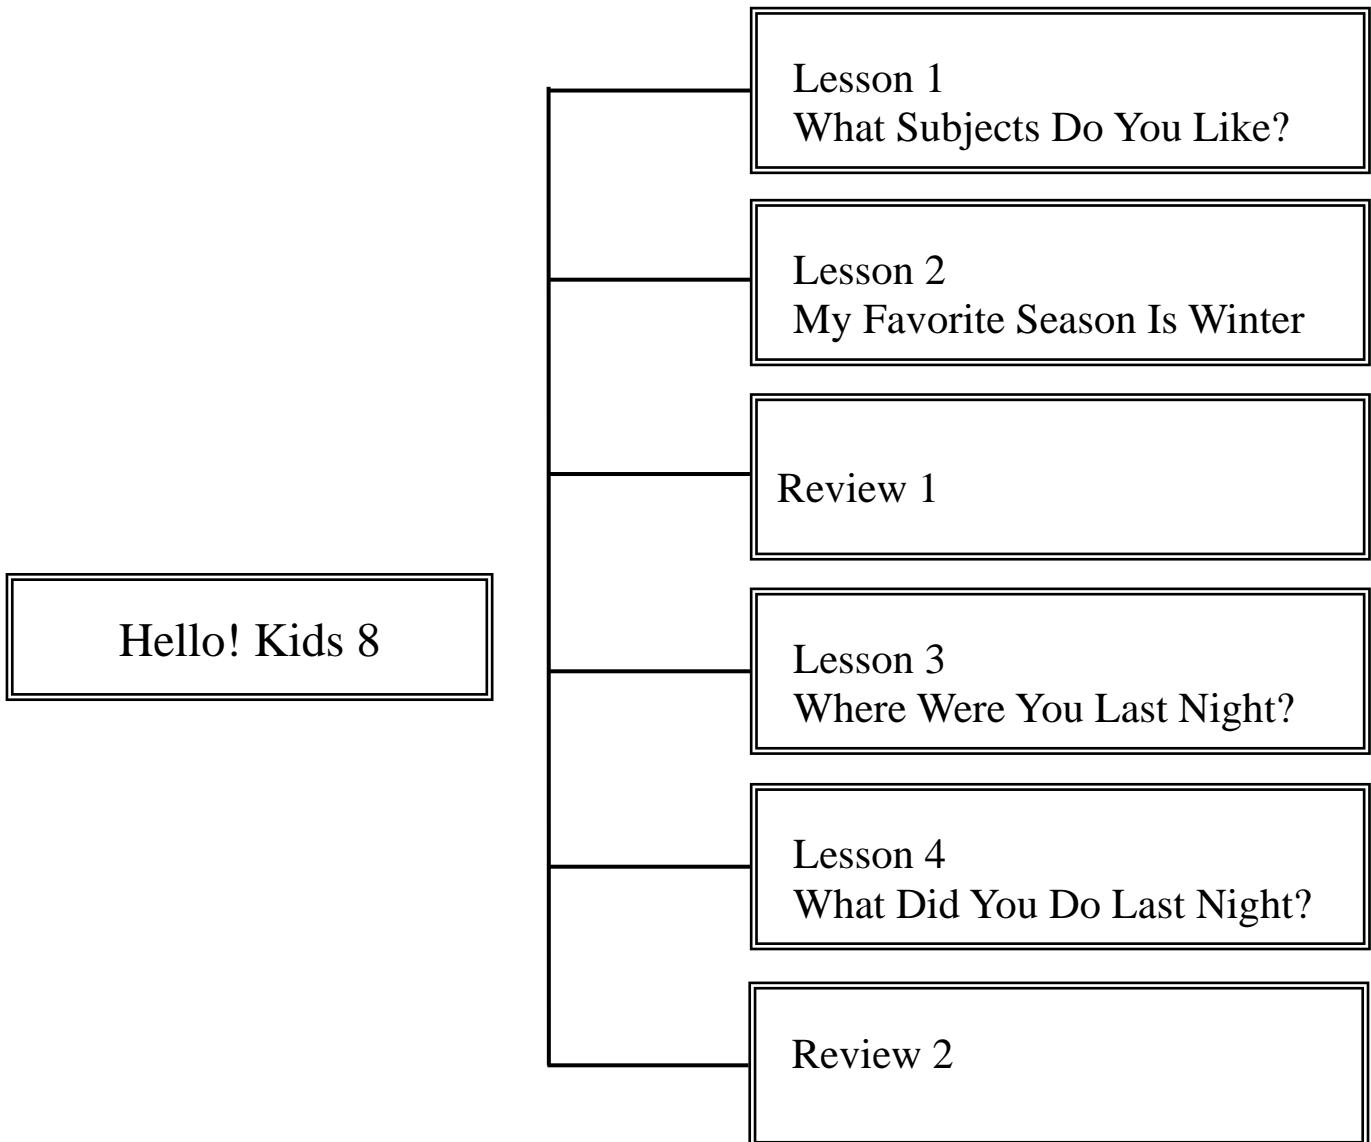 Lesson 1
What Subjects Do You Like?
Lesson 2
My Favorite Season Is Winter
Review 1
Hello! Kids 8
Lesson 3
Where Were You Last Night?
Lesson 4
What Did You Do Last Night?
Review 2